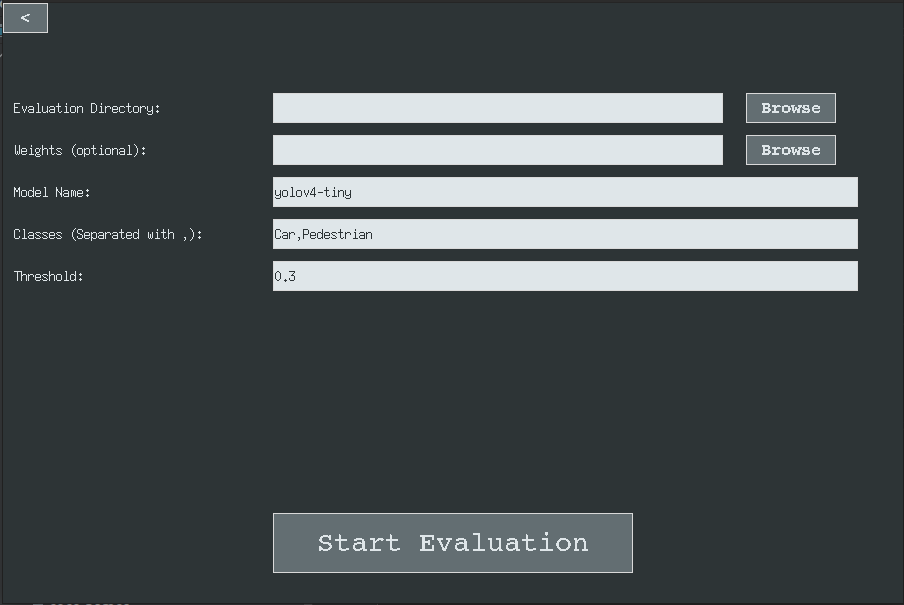 <
Evaluation Directory: Browse
Weights (optional): Browse
Model Name: yolov4-tiny
Classes (Separated with ,): Car,Pedestrian
Threshold: 0.3
Start Evaluation